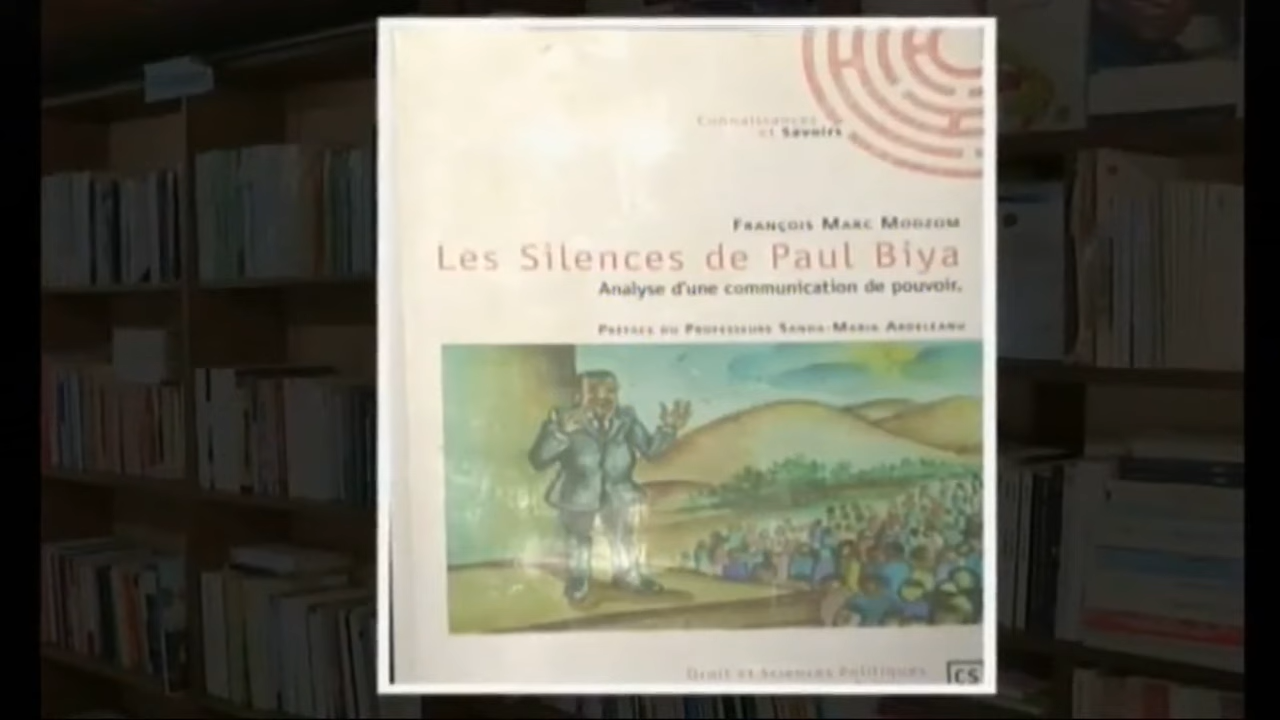 Connaissances
et Savoirs
FRANÇOIS MARC MODZOM
Les Silences de Paul Biya
Analyse d'une communication de pouvoir.
PRÉFACE DU PROFESSEURE SANDA-MARIA ARDELEANU
Droit et Sciences Politiques
CS